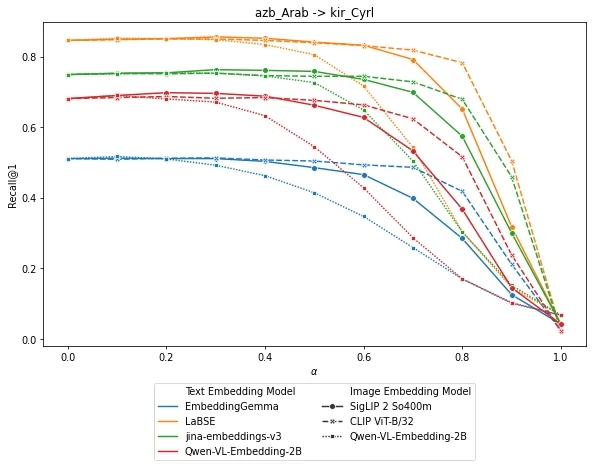 azb_Arab -> kir_Cyrl
Recall@1
0.8
0.6
0.4
0.2
0.0
0.0 0.2 0.4 0.6 0.8 1.0
α
Text Embedding Model
EmbeddingGemma
LaBSE
jina-embeddings-v3
Qwen-VL-Embedding-2B
Image Embedding Model
SigLIP 2 So400m
CLIP ViT-B/32
Qwen-VL-Embedding-2B